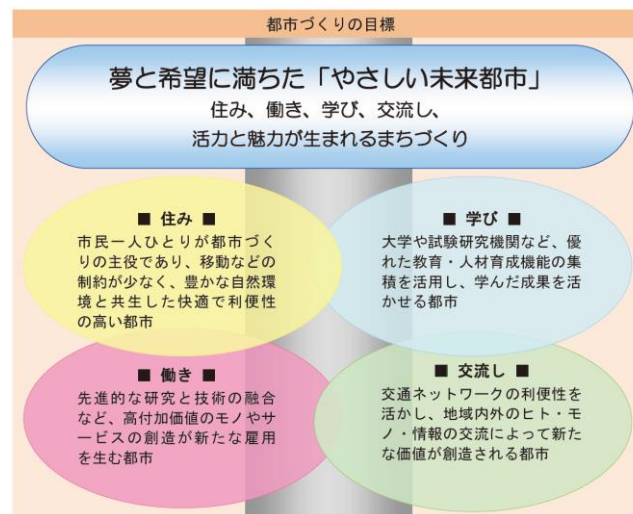 都市づくりの目標
夢と希望に満ちた「やさしい未来都市」
住み、働き、学び、交流し、
活力と魅力が生まれるまちづくり
■ 住み ■
市民一人ひとりが都市づく
りの主役であり、移動などの
制約が少なく、豊かな自然環
境と共生した快適で利便性
の高い都市
■ 学び ■
大学や試験研究機関など、優
れた教育・人材育成機能の集
積を活用し、学んだ成果を活
かせる都市
■ 働き ■
先進的な研究と技術の融合
など、高付加価値のモノやサ
ービスの創造が新たな雇用
を生む都市
■ 交流し ■
交通ネットワークの利便性を
活かし、地域内外のヒト・モ
ノ・情報の交流によって新た
な価値が創造される都市